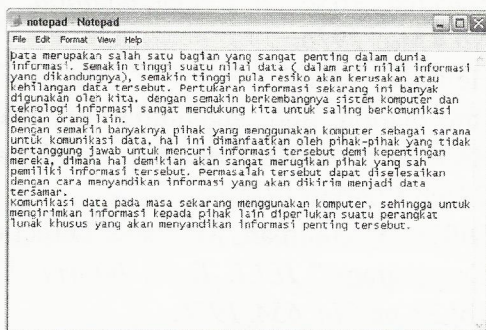 notepad - Notepad
File Edit Format View Help
Data merupakan salah satu bagian yang sangat penting dalam dunia
informasi. Semakin tinggi suatu nilai data ( dalam arti nilai informasi
yang dikandungnya), semakin tinggi pula resiko akan kerusakan atau
kehilangan data tersebut. Pertukaran informasi sekarang ini banyak
digunakan oleh kita, dengan semakin berkembangnya sistem komputer dan
teknologi informasi sangat mendukung kita untuk saling berkomunikasi
dengan orang lain.
Dengan semakin banyaknya pihak yang menggunakan komputer sebagai sarana
untuk komunikasi data, hal ini dimanfaatkan oleh pihak-pihak yang tidak
bertanggung jawab untuk mencuri informasi tersebut demi kepentingan
mereka, dimana hal demikian akan sangat merugikan pihak yang sah
pemiliki informasi tersebut. Permasalah tersebut dapat diselesaikan
dengan cara menyandikan informasi yang akan dikirim menjadi data
tersamar.
Komunikasi data pada masa sekarang menggunakan komputer, sehingga untuk
mengirimkan informasi kepada pihak lain diperlukan suatu perangkat
lunak khusus yang akan menyandikan informasi penting tersebut.